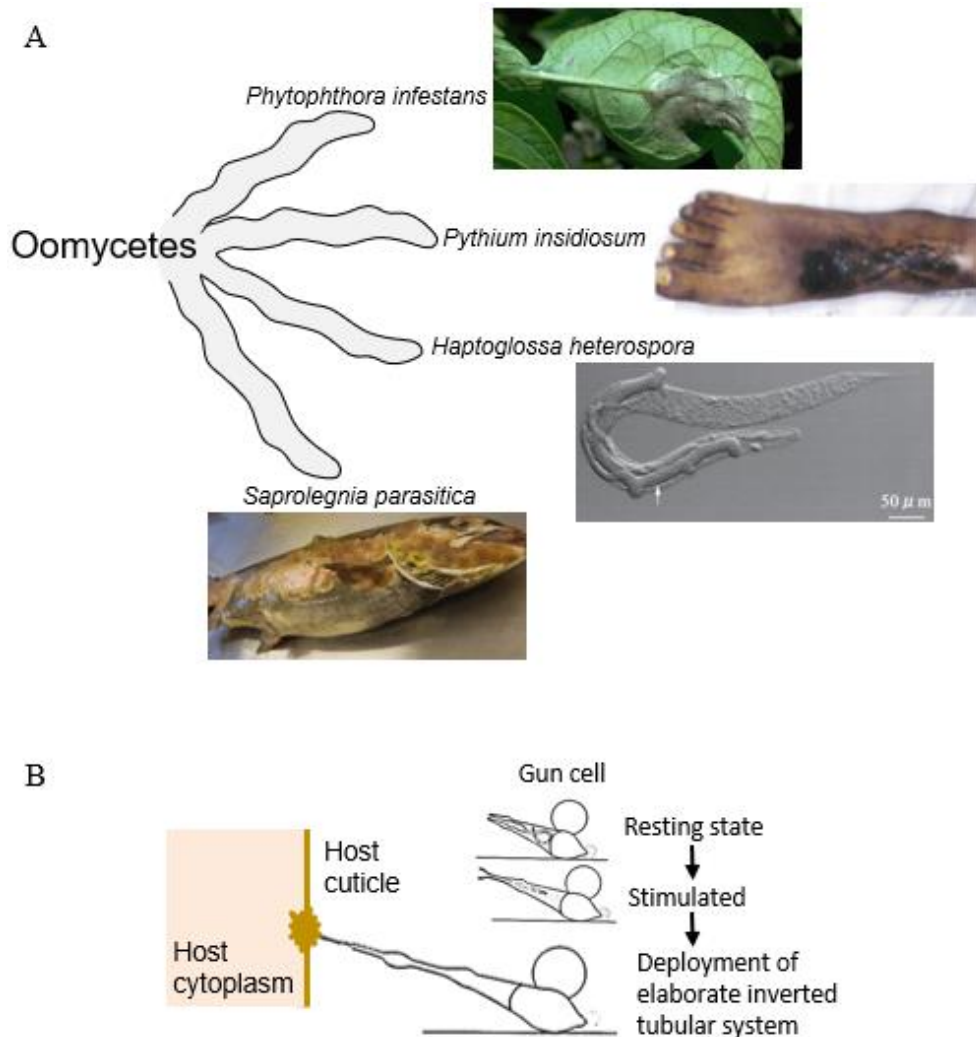 A
Phytophthora infestans
Oomycetes
Pythium insidiosum
Haptoglossa heterospora
50 μm
Saprolegnia parasitica
B
Gun cell
Resting state
Host
cuticle
Stimulated
Host
cytoplasm
Deployment of
elaborate inverted
tubular system